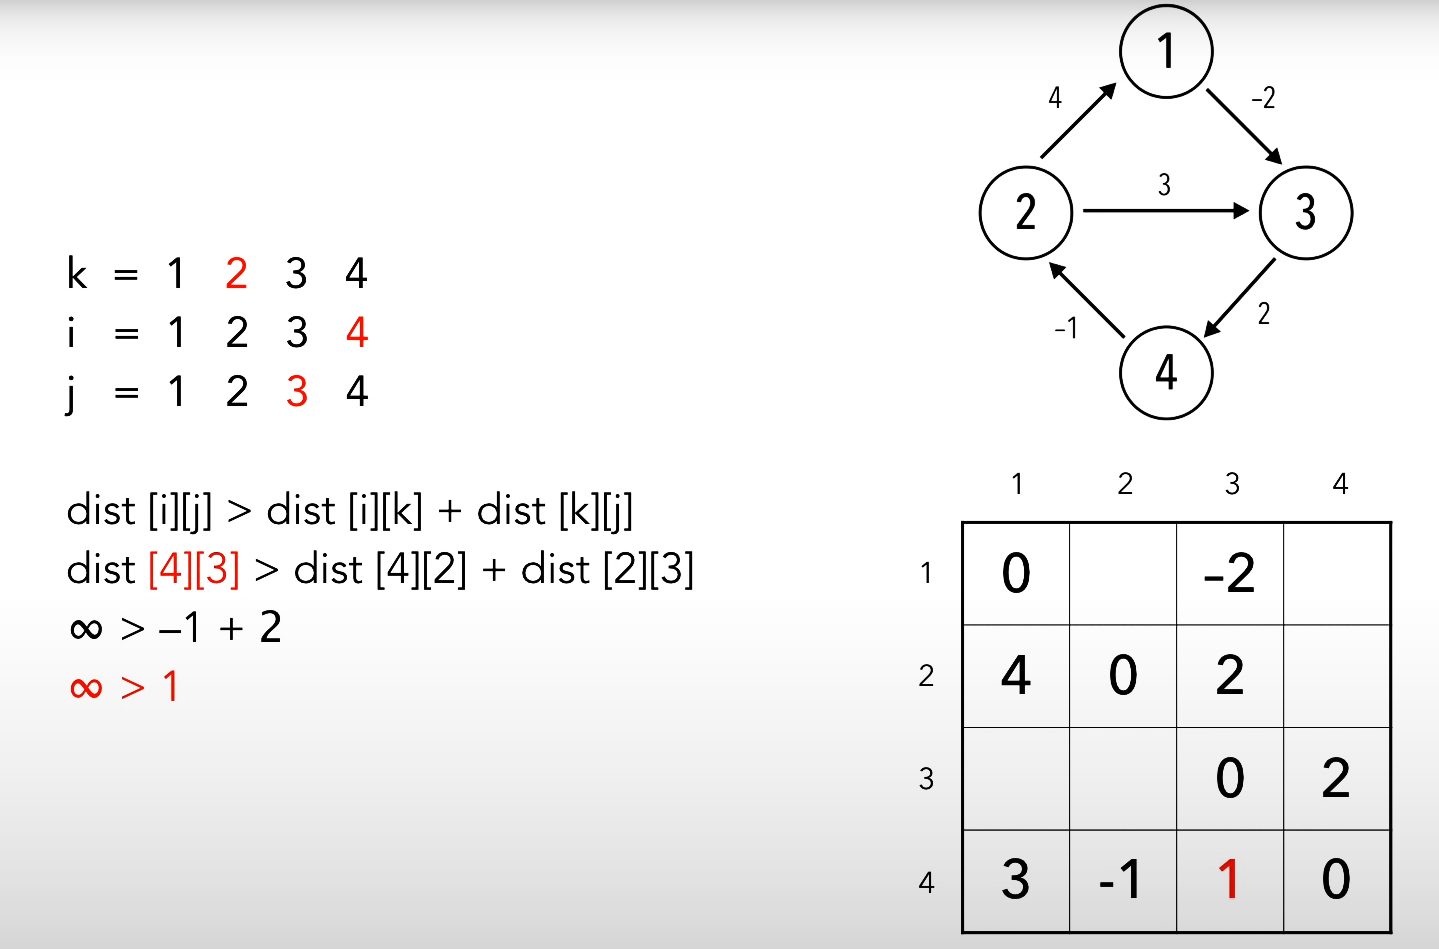 1
4
–2
2
3
3
–1
2
4
k = 1 2 3 4
i = 1 2 3 4
j = 1 2 3 4
dist [i][j] > dist [i][k] + dist [k][j]
dist [4][3] > dist [4][2] + dist [2][3]
∞ > –1 + 2
∞ > 1
1 2 3 4
1 0 –2
2 4 0 2
3 0 2
4 3 -1 1 0